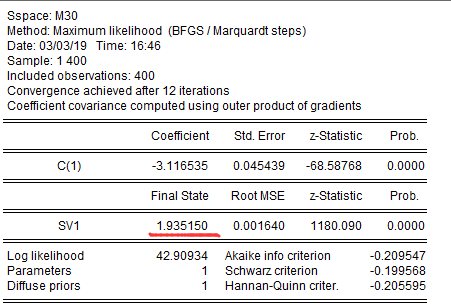 Sspace: M30
Method: Maximum likelihood (BFGS / Marquardt steps)
Date: 03/03/19 Time: 16:46
Sample: 1 400
Included observations: 400
Convergence achieved after 12 iterations
Coefficient covariance computed using outer product of gradients
Coefficient Std. Error z-Statistic Prob.
C(1) -3.116535 0.045439 -68.58768 0.0000
Final State Root MSE z-Statistic Prob.
SV1 1.935150 0.001640 1180.090 0.0000
Log likelihood 42.90934 Akaike info criterion -0.209547
Parameters 1 Schwarz criterion -0.199568
Diffuse priors 1 Hannan-Quinn criter. -0.205595